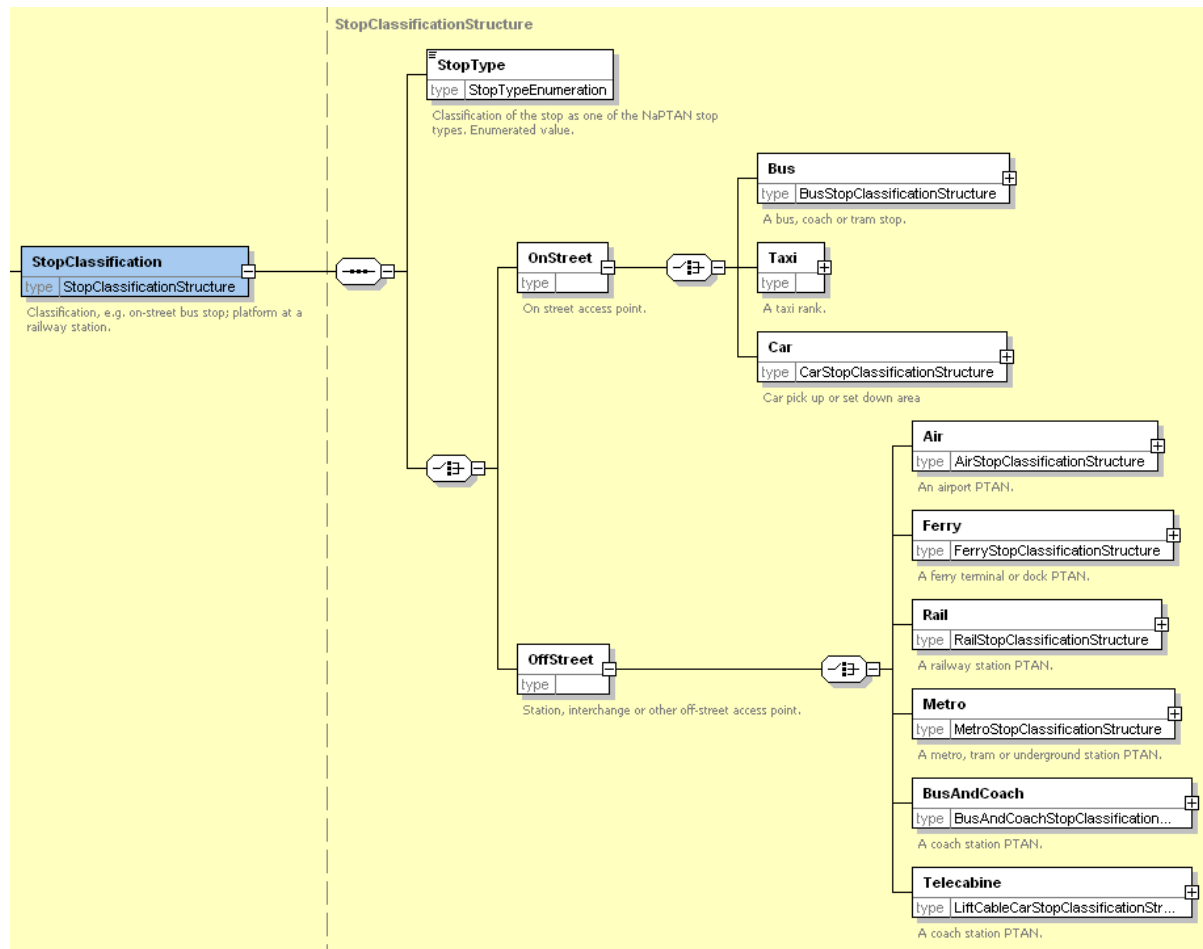 StopClassificationStructure
StopType
type StopTypeEnumeration
Classification of the stop as one of the NaPTAN stop
types. Enumerated value.
Bus
type BusStopClassificationStructure
A bus, coach or tram stop.
StopClassification
type StopClassificationStructure
Classification, e.g. on-street bus stop; platform at a
railway station.
OnStreet
type
On street access point.
Taxi
type
A taxi rank.
Car
type CarStopClassificationStructure
Car pick up or set down area
Air
type AirStopClassificationStructure
An airport PTAN.
Ferry
type FerryStopClassificationStructure
A ferry terminal or dock PTAN.
Rail
type RailStopClassificationStructure
A railway station PTAN.
OffStreet
type
Station, interchange or other off-street access point.
Metro
type MetroStopClassificationStructure
A metro, tram or underground station PTAN.
BusAndCoach
type BusAndCoachStopClassification...
A coach station PTAN.
Telecabine
type LiftCableCarStopClassificationStr...
A coach station PTAN.